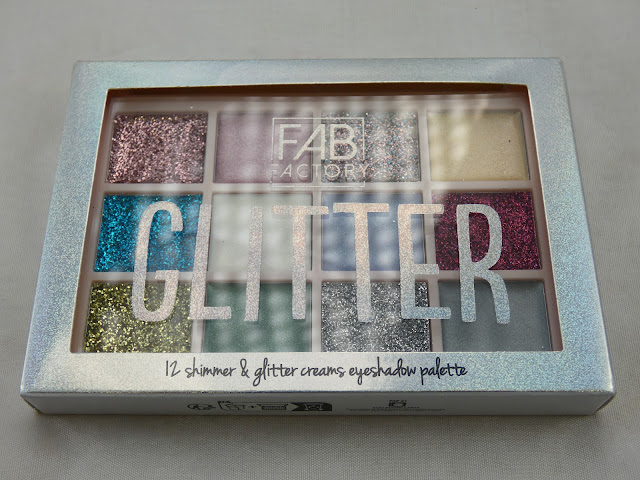 FAB
FACTORY
GLITTER
12 shimmer & glitter creams eyeshadow palette